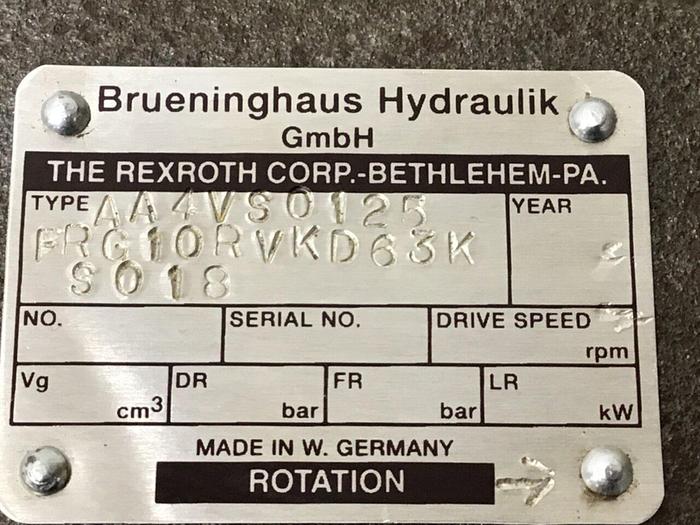 Brueninghaus Hydraulik
GmbH
THE REXROTH CORP.-BETHLEHEM-PA.
TYPE AA4VSO125
FRG10RVKD63K
SO18
YEAR
NO.
SERIAL NO.
DRIVE SPEED
rpm
Vg
cm³
DR
bar
FR
bar
LR
kW
MADE IN W. GERMANY
ROTATION →